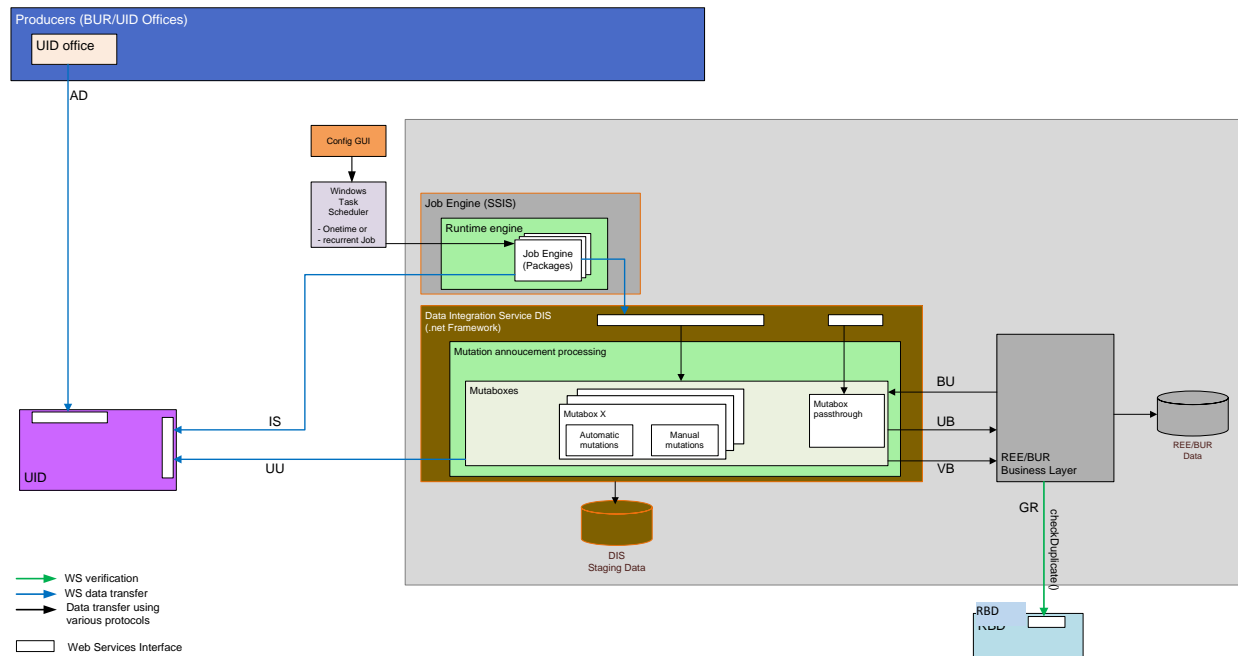 Producers (BUR/UID Offices)
UID office
AD
Config GUI
Windows
Task
Scheduler
- Onetime or
- recurrent Job
Job Engine (SSIS)
Runtime engine
Job Engine
(Packages)
Data Integration Service DIS
(.net Framework)
Mutation annoucement processing
Mutaboxes
Mutabox X
Automatic
mutations
Manual
mutations
Mutabox
passthrough
BU
UB
VB
REE/BUR
Business Layer
REE/BUR
Data
IS
UU
UID
GR
checkDuplicate()
DIS
Staging Data
RBD
RBD
WS verification
WS data transfer
Data transfer using
various protocols
Web Services Interface